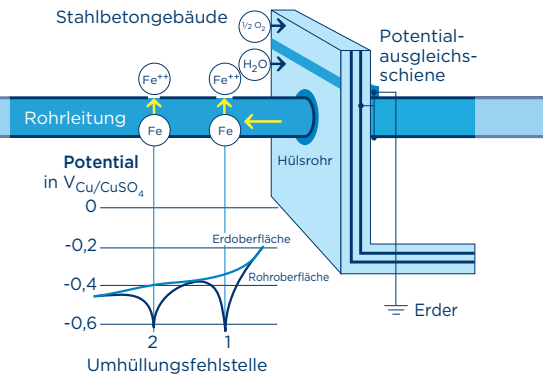 Stahlbetongebäude
½ O₂
H₂O
Potential-
ausgleichs-
schiene
Fe⁺⁺
Fe⁺⁺
Rohrleitung
Fe
Fe
Hülsrohr
Potential
in V_Cu/CuSO₄
0
-0,2
-0,4
-0,6
Erdoberfläche
Rohroberfläche
Erder
2
1
Umhüllungsfehlstelle